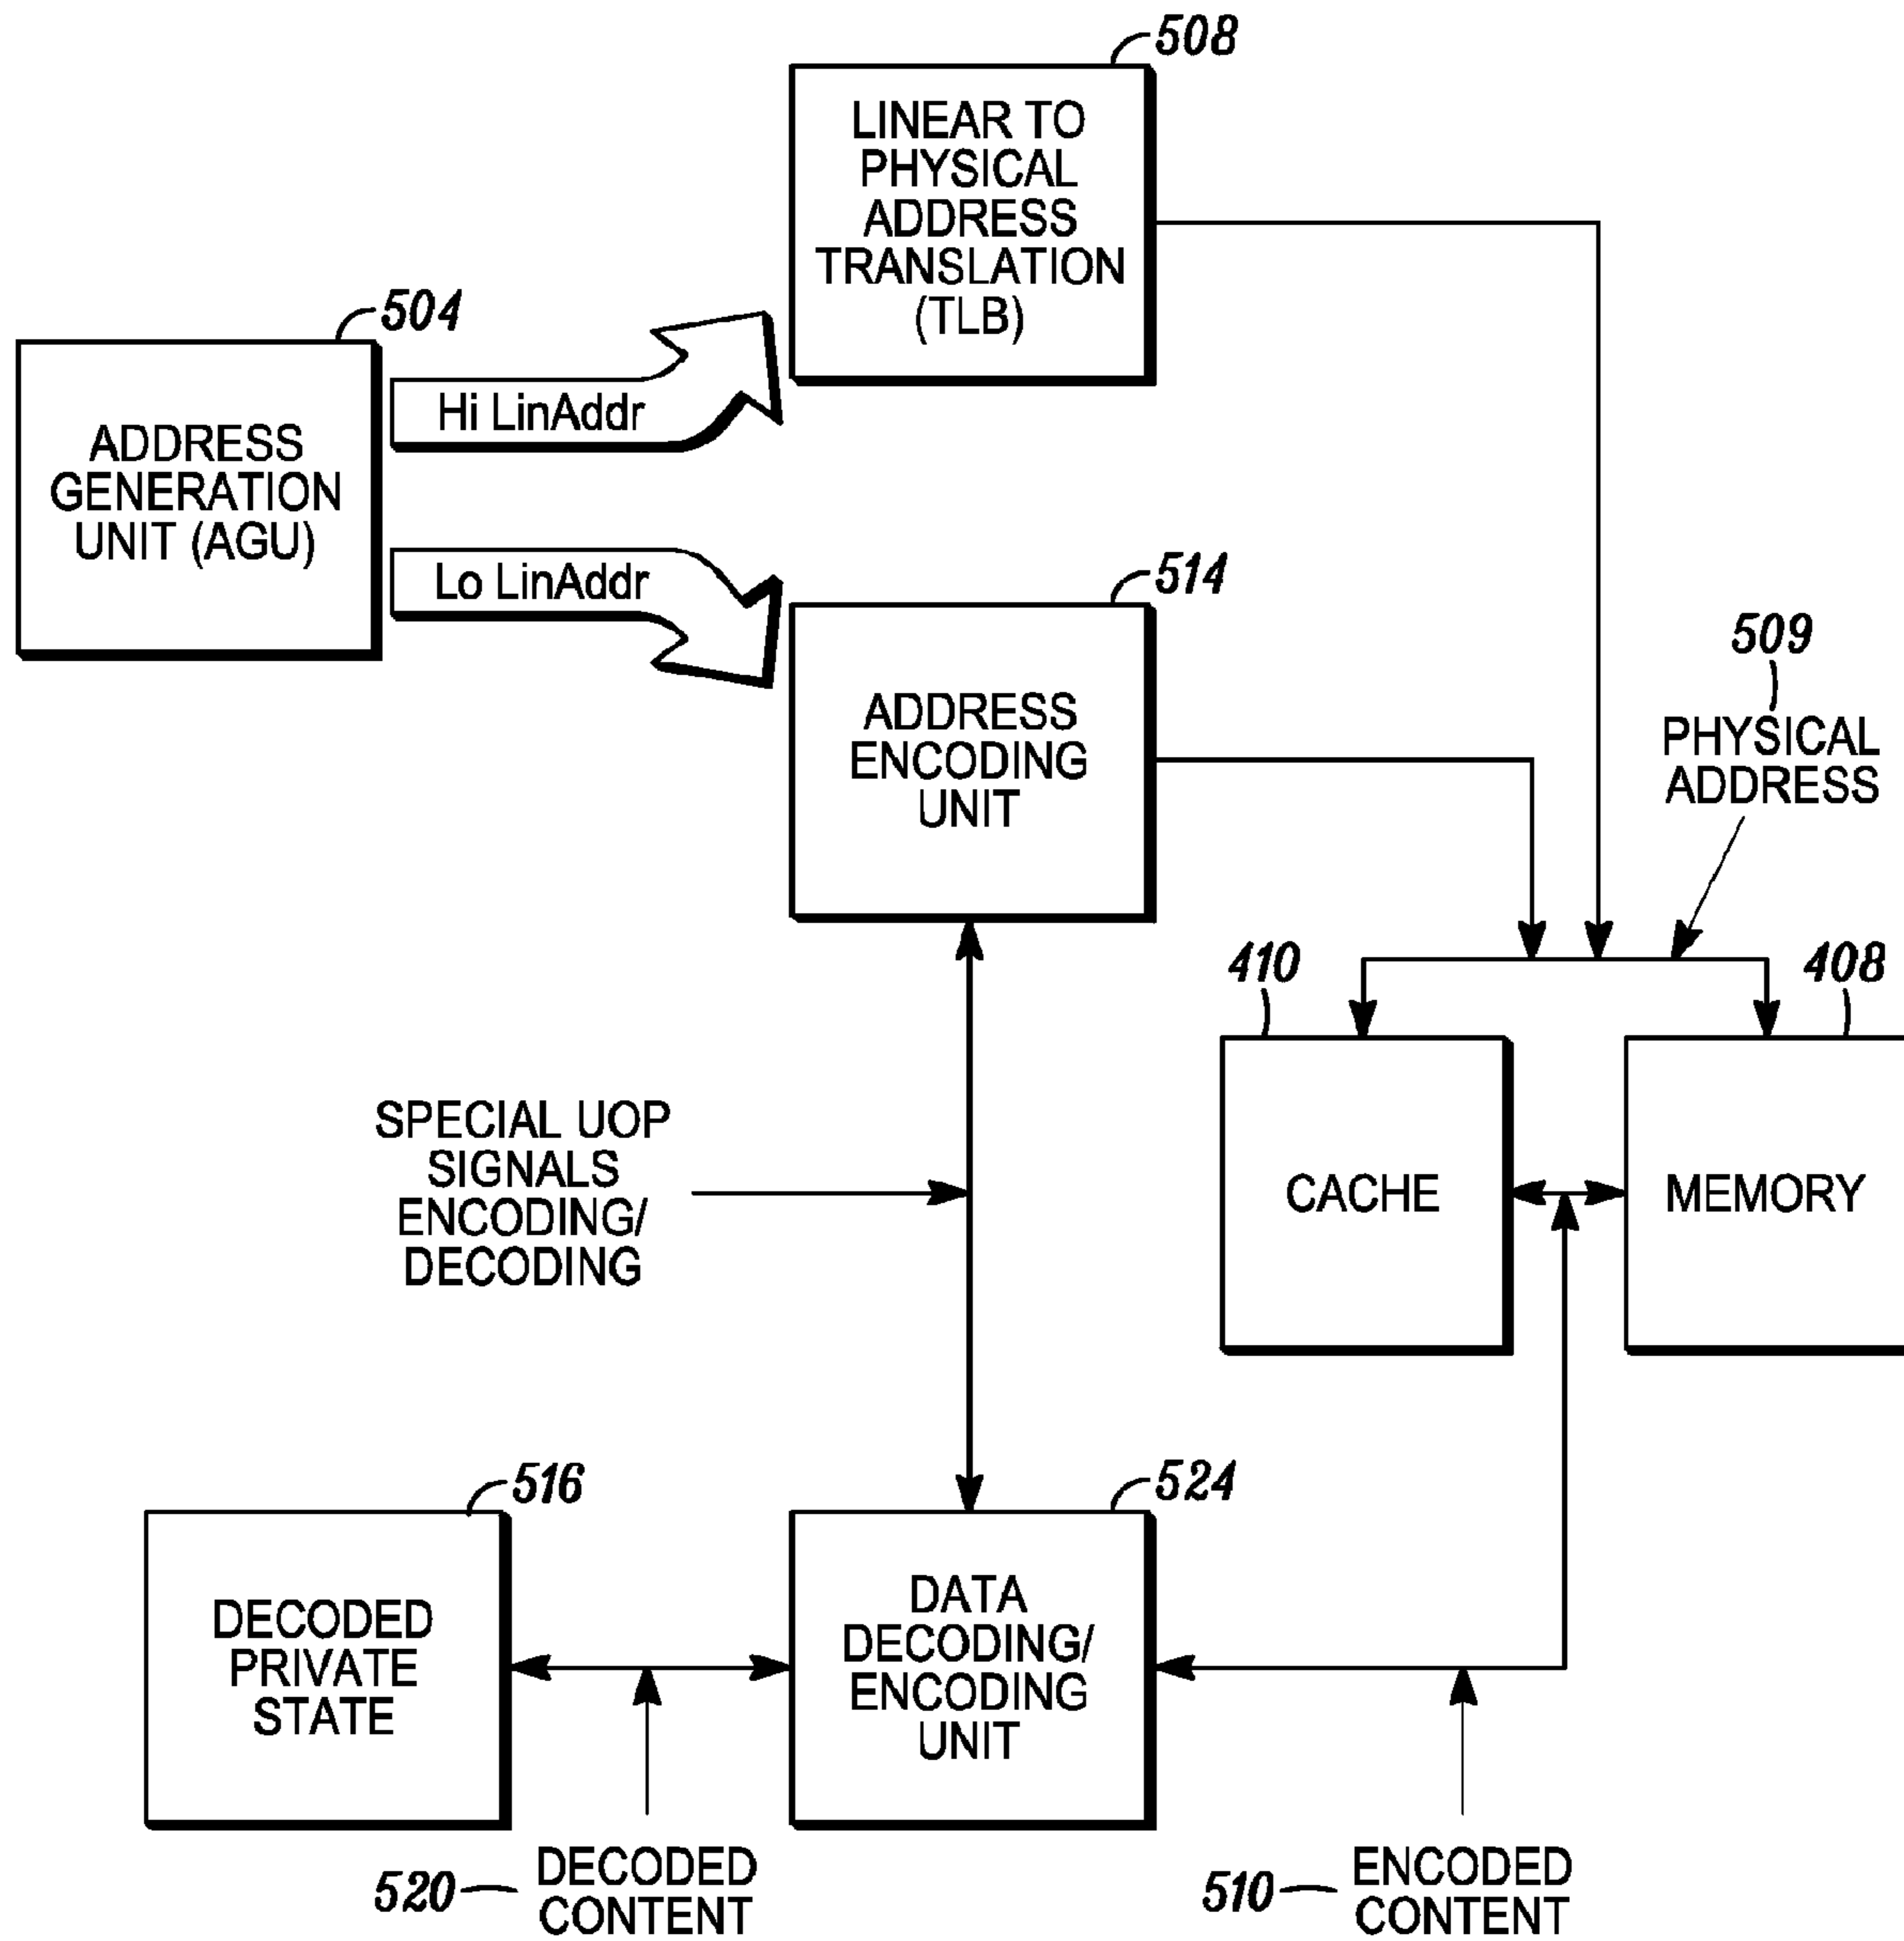 508
LINEAR TO
PHYSICAL
ADDRESS
TRANSLATION
(TLB)
504
ADDRESS
GENERATION
UNIT (AGU)
Hi LinAddr
Lo LinAddr
514
ADDRESS
ENCODING
UNIT
509
PHYSICAL
ADDRESS
410
408
CACHE
MEMORY
SPECIAL UOP
SIGNALS
ENCODING/
DECODING
516
DECODED
PRIVATE
STATE
524
DATA
DECODING/
ENCODING
UNIT
520
DECODED
CONTENT
510
ENCODED
CONTENT